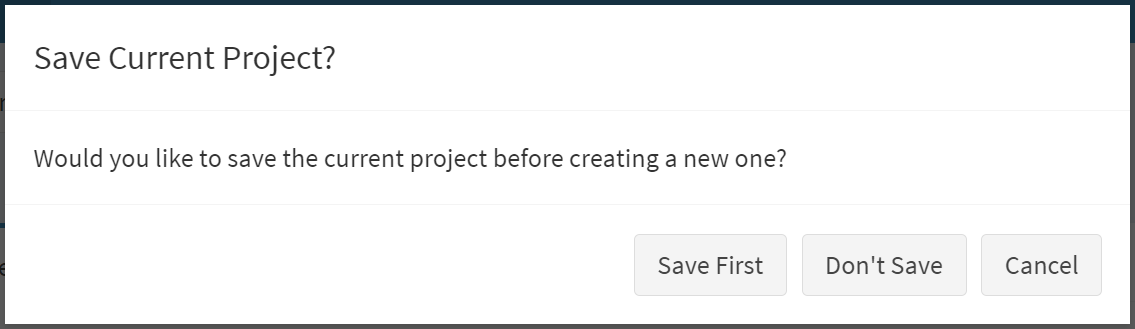 Save Current Project?
Would you like to save the current project before creating a new one?
Save First Don't Save Cancel